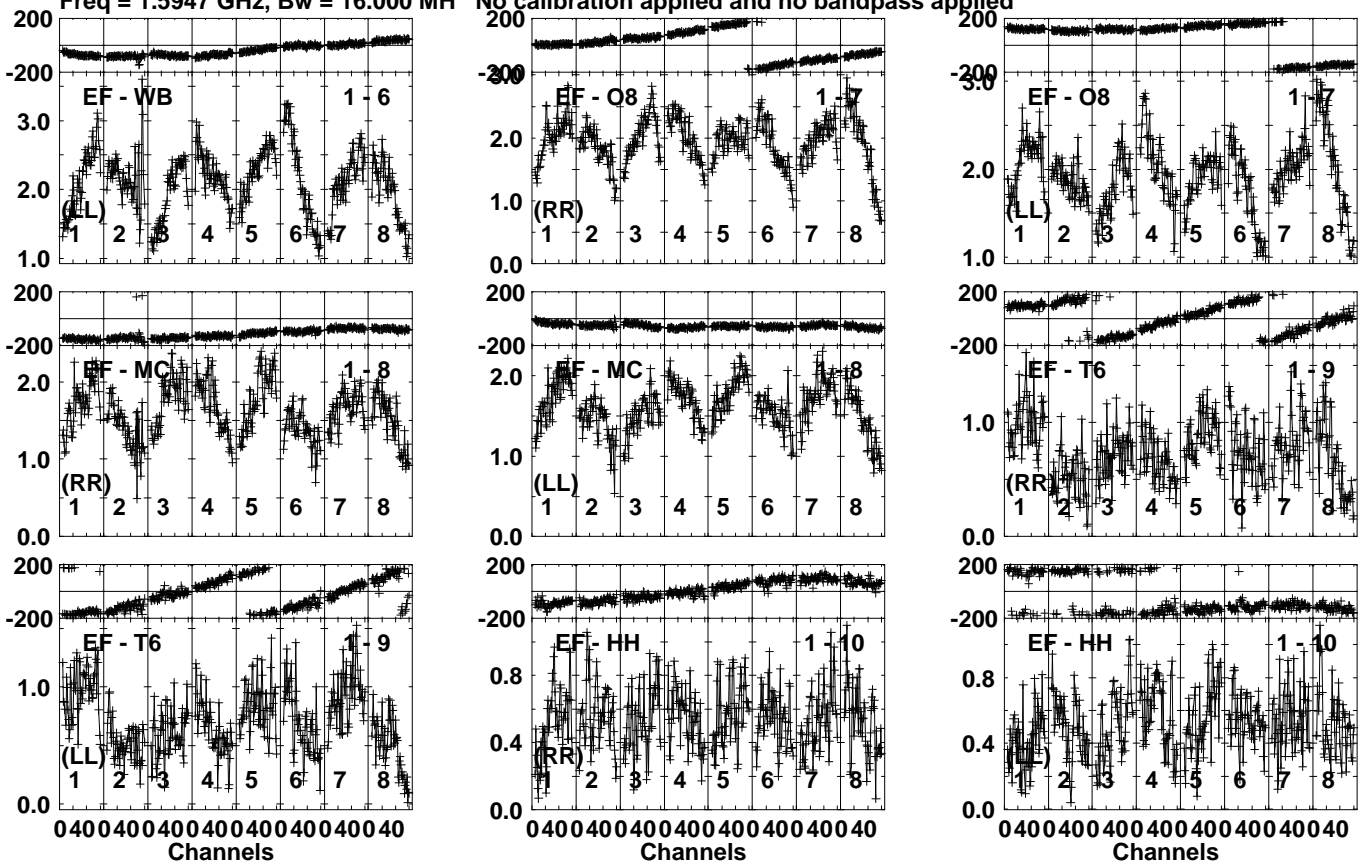 Freq = 1.5947 GHz, Bw = 16.000 MH No calibration applied and no bandpass applied
200
-200
EF - WB 1 - 6
3.0
2.0
(LL)
1 2 3 4 5 6 7 8
1.0
200
-200
3.0
EF - O8 1 - 7
2.0
1.0
(RR)
1 2 3 4 5 6 7 8
0.0
200
-200
3.0
EF - O8 1 - 7
2.0
(LL)
1 2 3 4 5 6 7 8
1.0
200
-200
EF - MC 1 - 8
2.0
1.0
(RR)
1 2 3 4 5 6 7 8
0.0
200
-200
EF - MC 1 - 8
2.0
1.0
(LL)
1 2 3 4 5 6 7 8
0.0
200
-200
EF - T6 1 - 9
1.0
(RR)
1 2 3 4 5 6 7 8
0.0
200
-200
EF - T6 1 - 9
1.0
(LL)
1 2 3 4 5 6 7 8
0.0
0 40 0 40 0 40 0 40 0 40 0 40 0 40 0 40
Channels
200
-200
EF - HH 1 - 10
0.8
0.4
(RR)
1 2 3 4 5 6 7 8
0.0
0 40 0 40 0 40 0 40 0 40 0 40 0 40 0 40
Channels
200
-200
EF - HH 1 - 10
0.8
0.4
(LL)
1 2 3 4 5 6 7 8
0.0
0 40 0 40 0 40 0 40 0 40 0 40 0 40 0 40
Channels